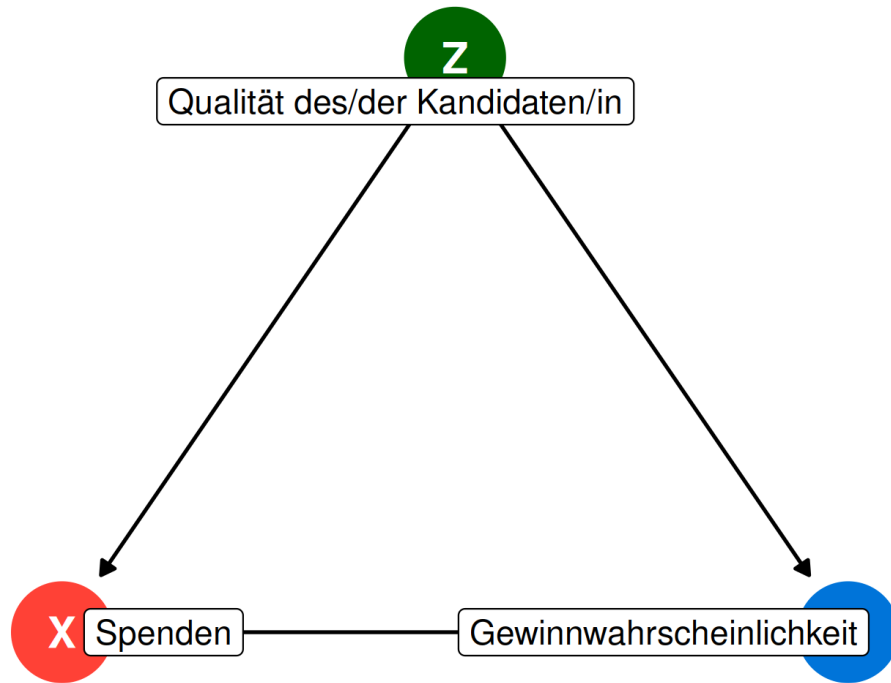 Z
Qualität des/der Kandidaten/in
X
Spenden
Gewinnwahrscheinlichkeit